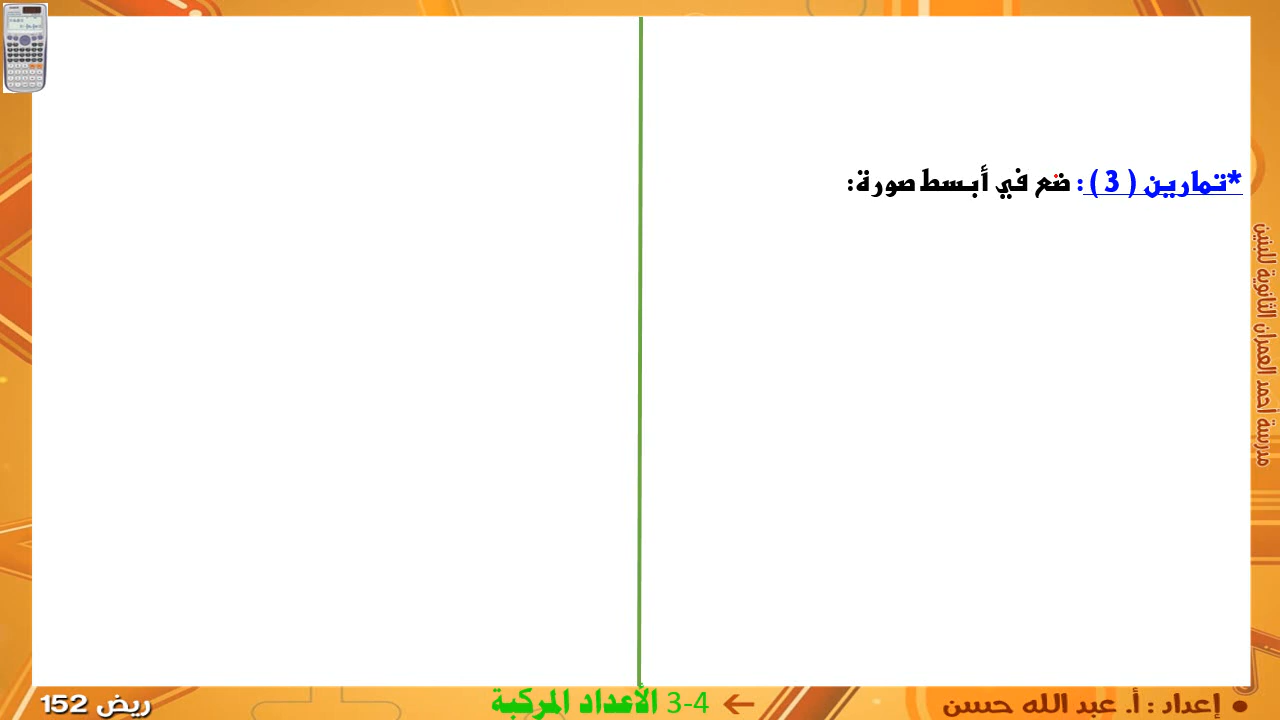 *تمارين ( 3 ) : ضع في أبسط صورة:
مدرسة أحمد العمران الثانوية للبنين
إعداد : أ. عبد الله حسن
3-4 الأعداد المركبة
ريض 152